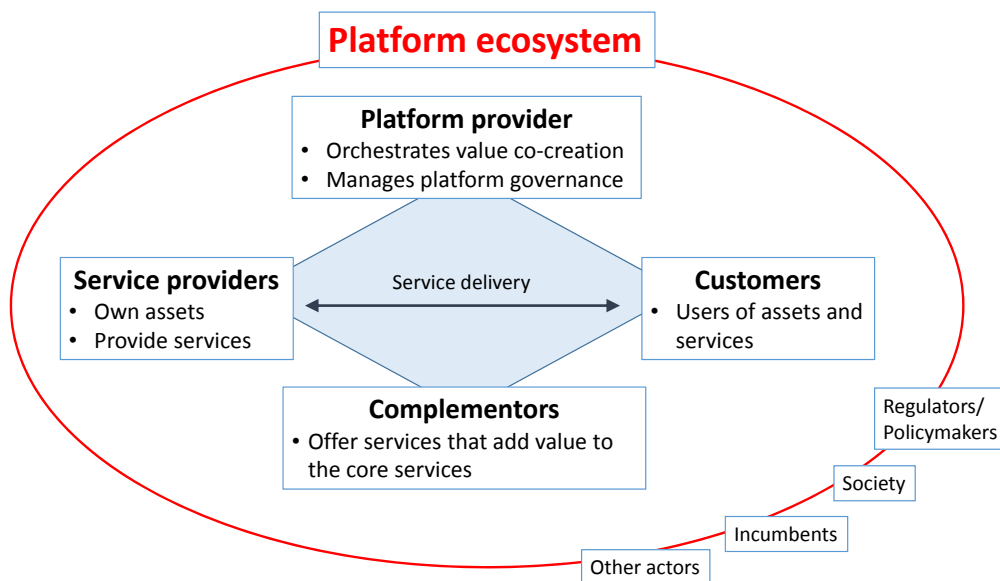 Platform ecosystem
Platform provider
• Orchestrates value co-creation
• Manages platform governance
Service providers
• Own assets
• Provide services
Service delivery
Customers
• Users of assets and
services
Complementors
• Offer services that add value to
the core services
Regulators/
Policymakers
Society
Incumbents
Other actors